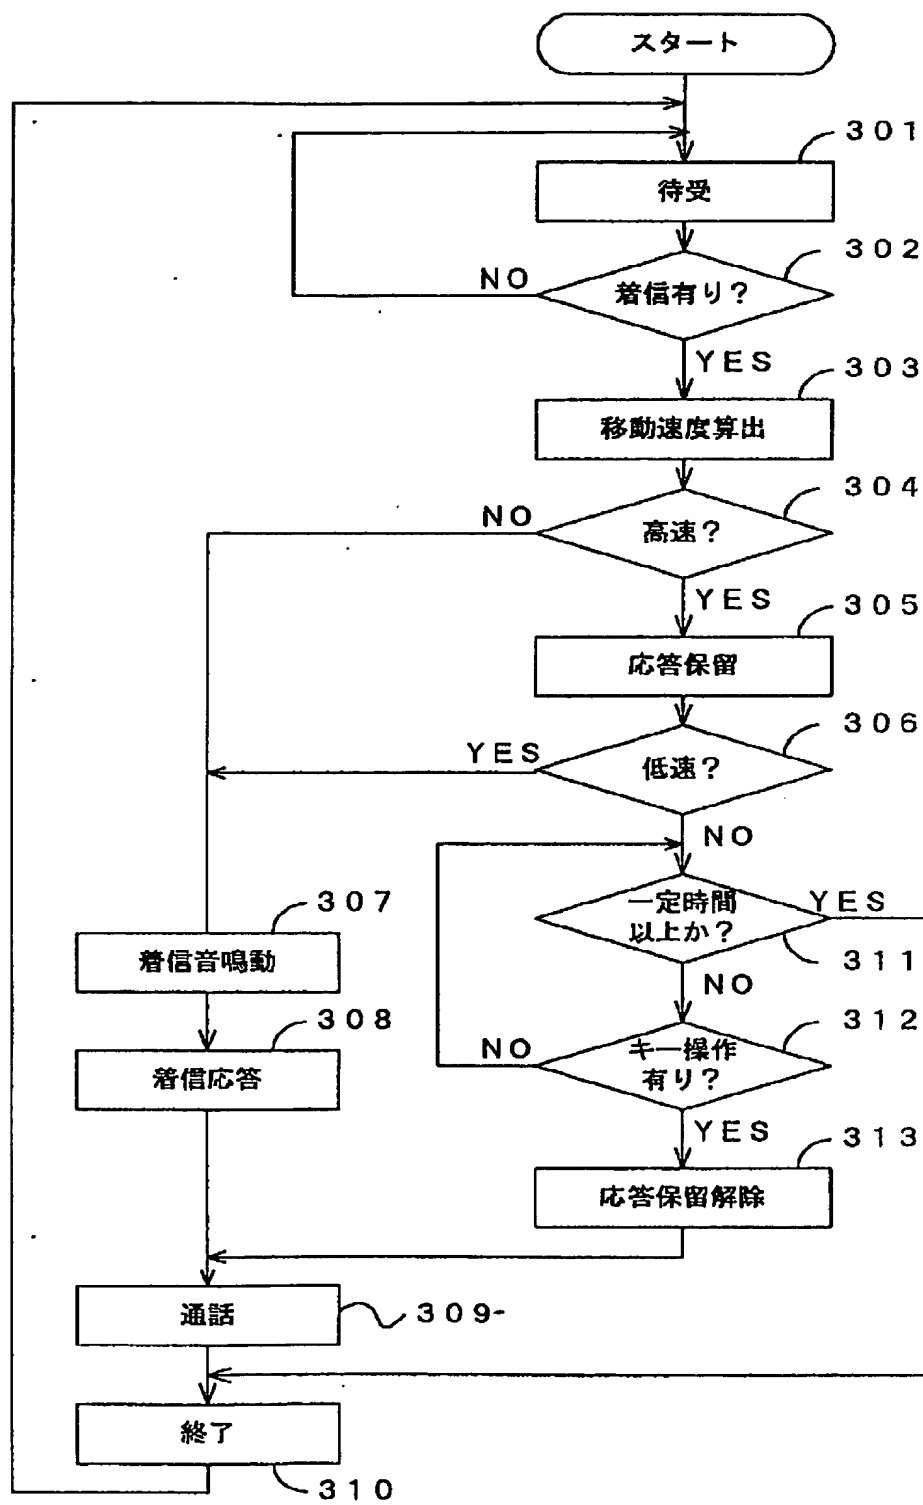 スタート
301
待受
302
NO
着信有り？
YES
303
移動速度算出
304
NO
高速？
YES
305
応答保留
306
YES
低速？
NO
307
一定時間
以上か？
YES
着信音鳴動
311
NO
308
312
NO
キー操作
有り？
着信応答
YES
313
応答保留解除
通話
309
終了
310